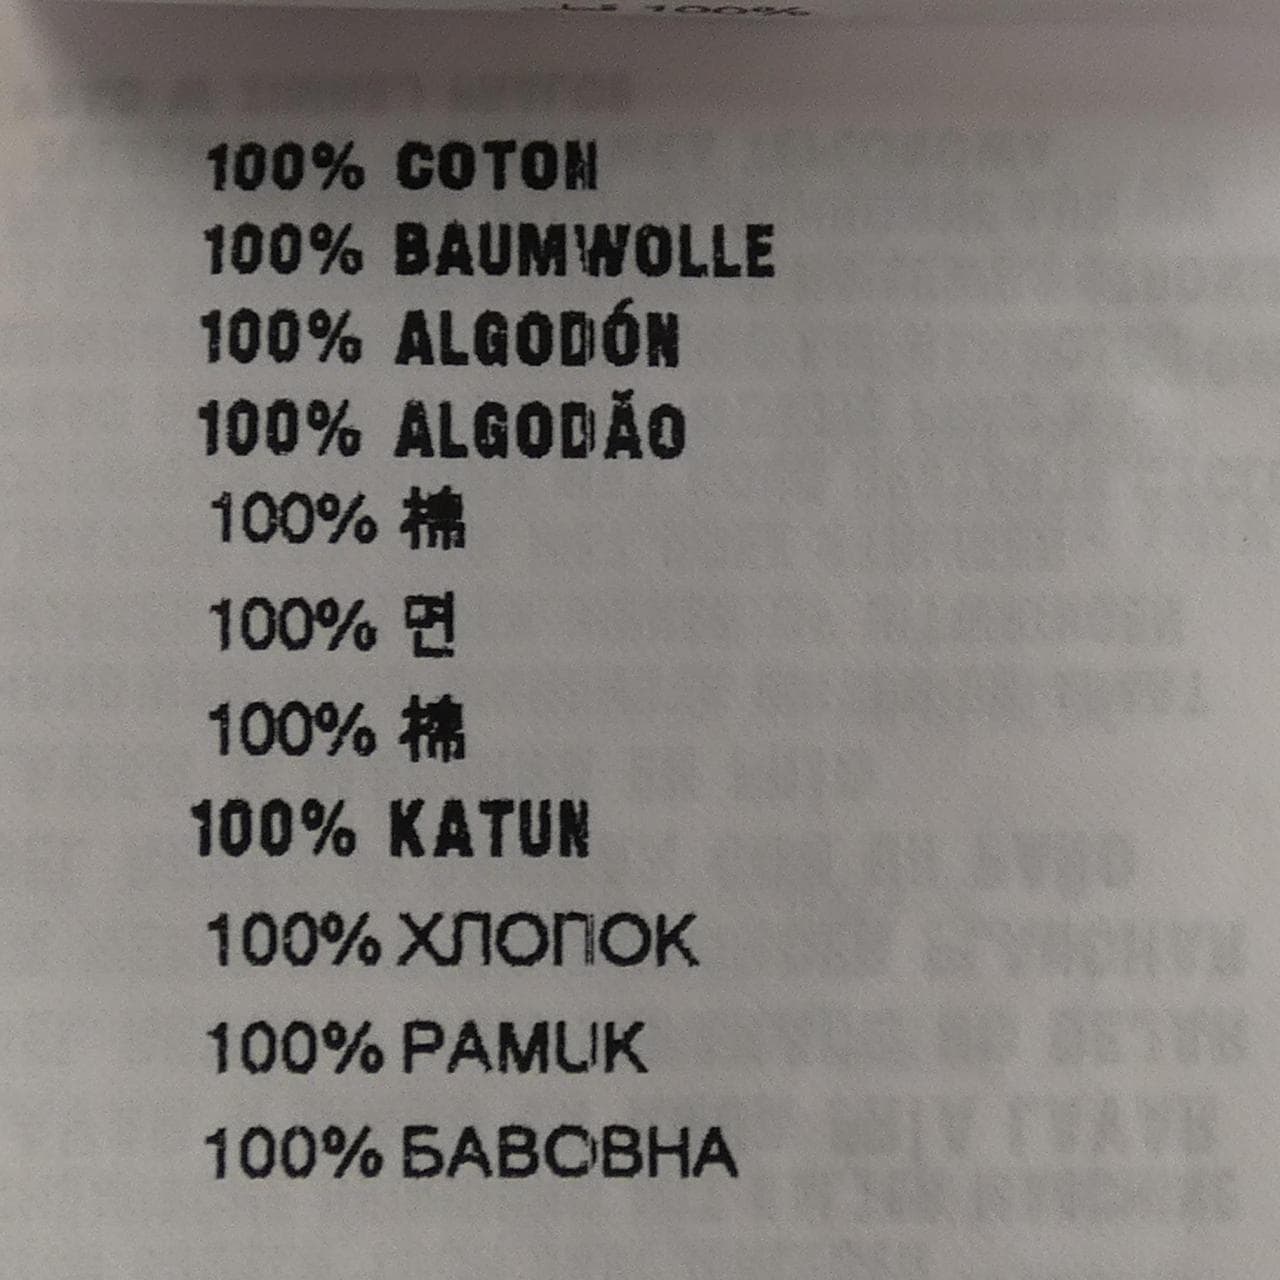 100% COTON
100% BAUMWOLLE
100% ALGODÓN
100% ALGODÃO
100% 棉
100% 면
100% 棉
100% KATUN
100% ХЛОПОК
100% PAMUK
100% БАВОВНА